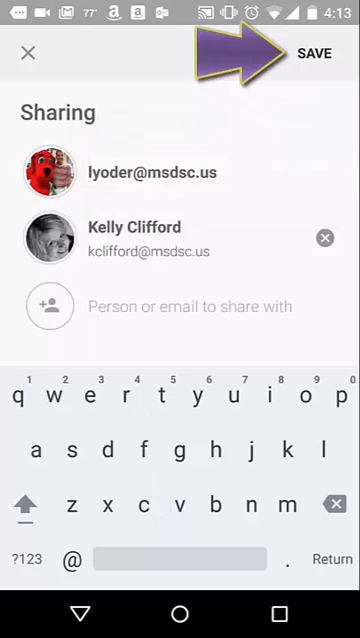 77° 4:13
SAVE
Sharing
lyoder@msdsc.us
Kelly Clifford
kclifford@msdsc.us
Person or email to share with
1 2 3 4 5 6 7 8 9 0
q w e r t y u i o p
a s d f g h j k l
z x c v b n m
?123 @ . Return